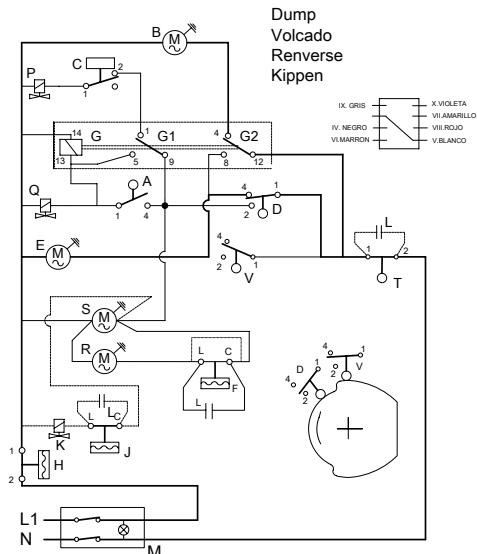 Dump
Volcado
Renverse
Kippen
B
M
C
2
P
1
IX. GRIS
X.VIOLETA
VII.AMARILLO
IV. NEGRO
VIII.ROJO
VI.MARRON
V.BLANCO
14
G
1
G1
4
G2
13
5
9
8
12
A
Q
1
4
4
1
2
D
L
E
M
4
2
1
V
1
2
T
S
M
R
M
L
C
F
L
D
1
4
2
4
1
V
2
L
L
C
K
J
1
H
2
L1
N
M